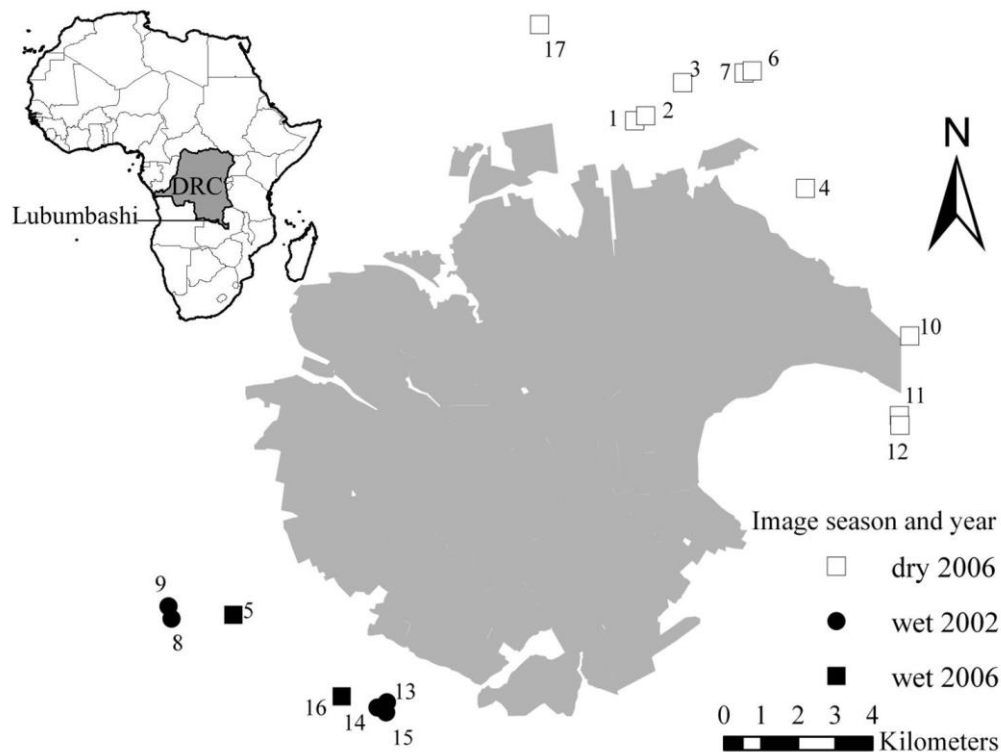 17
3
7
6
1
2
N
DRC
4
Lubumbashi
10
11
12
Image season and year
dry 2006
9
5
wet 2002
8
wet 2006
13
16
14
15
0 1 2 3 4
Kilometers